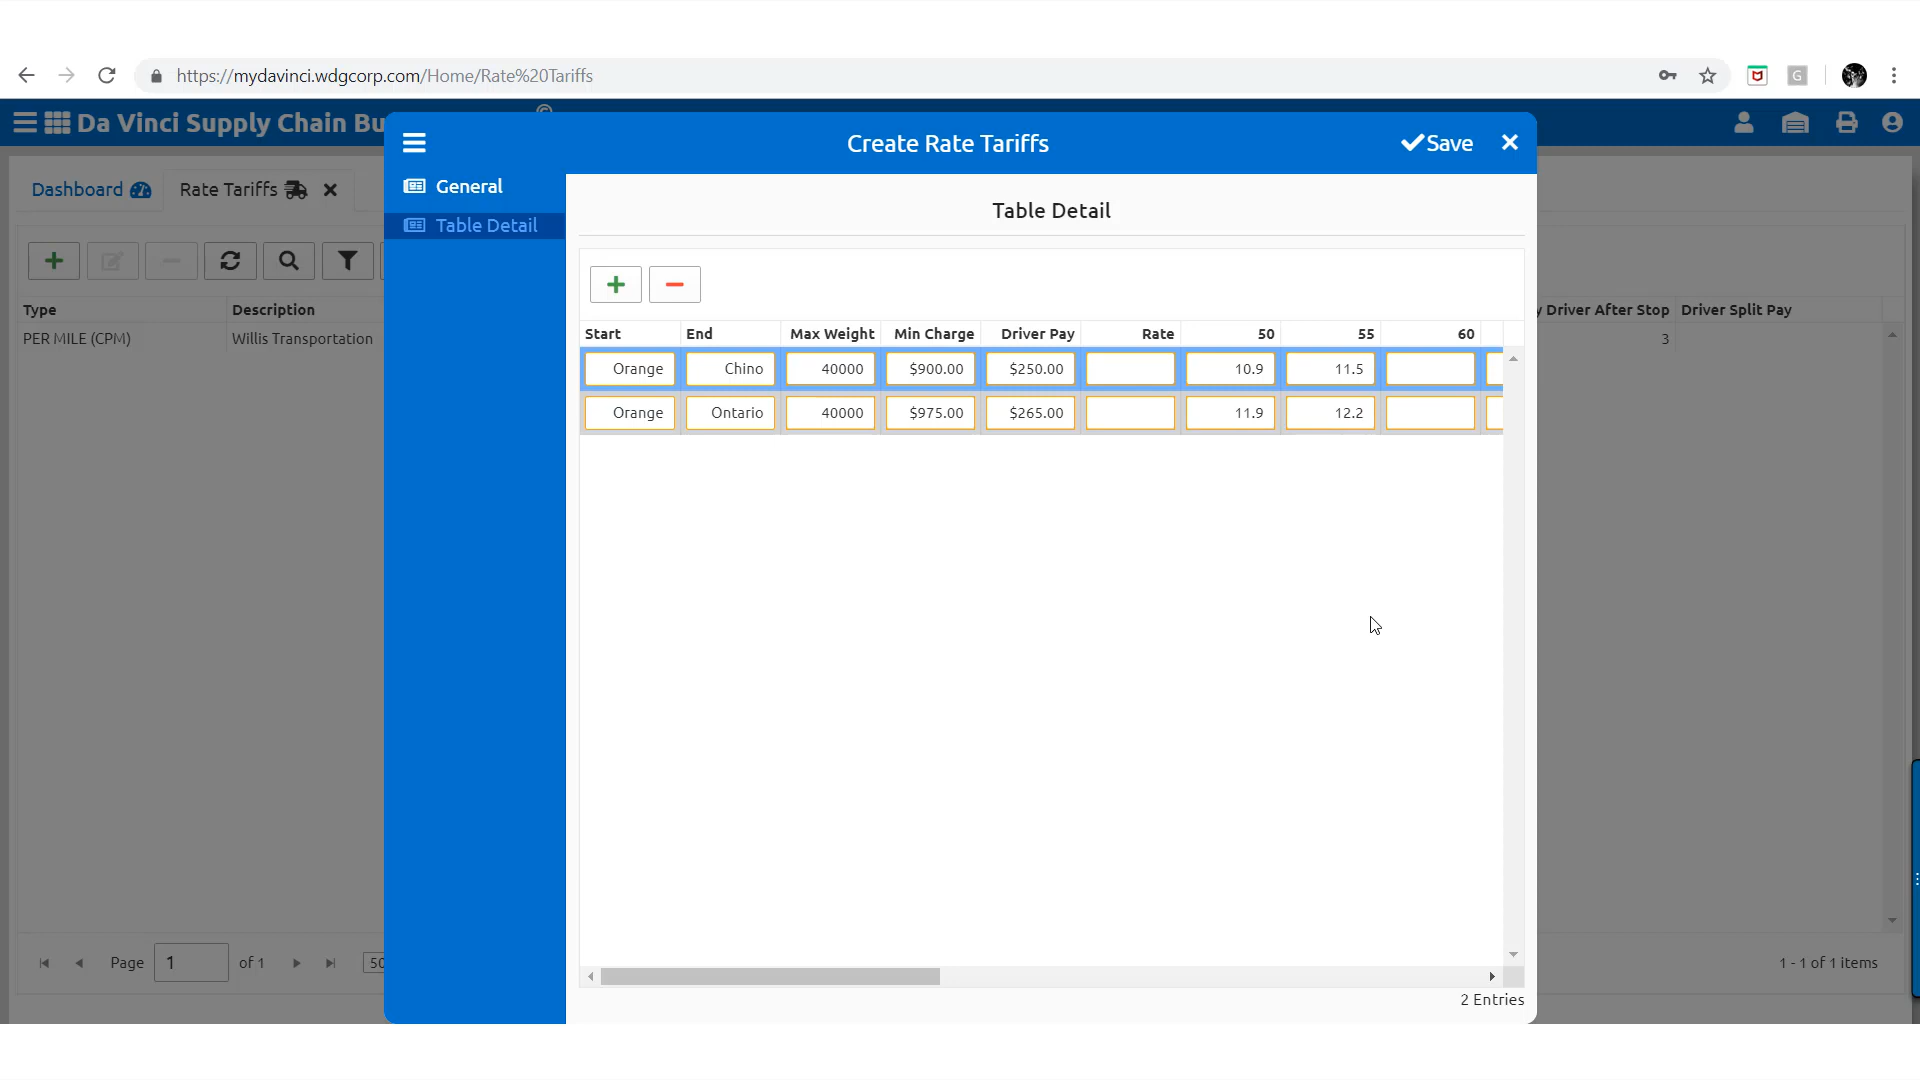 https://mydavinci.wdgcorp.com/Home/Rate%20Tariffs
G
Da Vinci Supply Chain Bu
©
Create Rate Tariffs
Save
Dashboard
Rate Tariffs
General
Table Detail
Table Detail
Type Description
PER MILE (CPM) Willis Transportation
Driver After Stop Driver Split Pay
3
Start End Max Weight Min Charge Driver Pay Rate 50 55 60
Orange Chino 40000 $900.00 $250.00 10.9 11.5
Orange Ontario 40000 $975.00 $265.00 11.9 12.2
Page 1 of 1 50
1 - 1 of 1 items
2 Entries